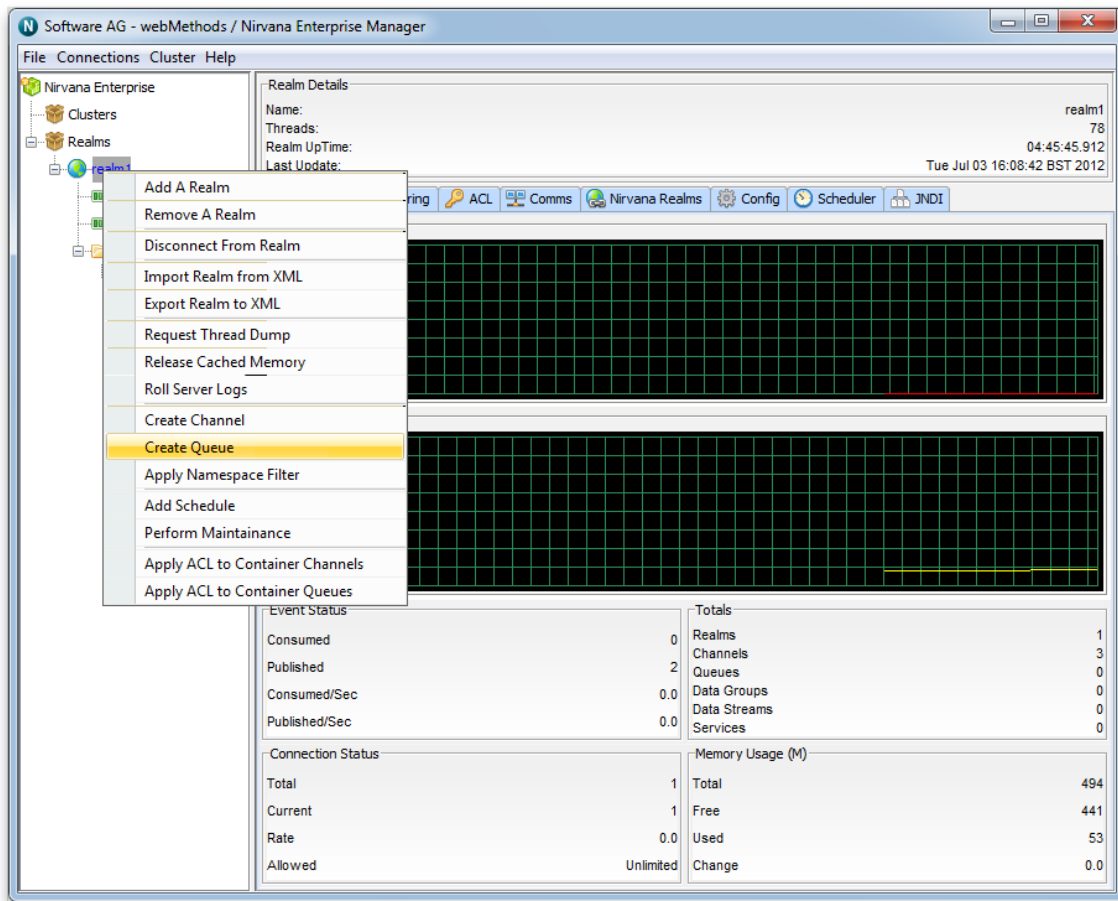 N Software AG - webMethods / Nirvana Enterprise Manager
File Connections Cluster Help
Nirvana Enterprise
Clusters
Realms
realm1
Realm Details
Name: realm1
Threads: 78
Realm UpTime: 04:45:45.912
Last Update: Tue Jul 03 16:08:42 BST 2012
ring ACL Comms Nirvana Realms Config Scheduler JNDI
Add A Realm
Remove A Realm
Disconnect From Realm
Import Realm from XML
Export Realm to XML
Request Thread Dump
Release Cached Memory
Roll Server Logs
Create Channel
Create Queue
Apply Namespace Filter
Add Schedule
Perform Maintainance
Apply ACL to Container Channels
Apply ACL to Container Queues
Event Status
Consumed 0
Published 2
Consumed/Sec 0.0
Published/Sec 0.0
Totals
Realms 1
Channels 3
Queues 0
Data Groups 0
Data Streams 0
Services 0
Connection Status
Total 1
Current 1
Rate 0.0
Allowed Unlimited
Memory Usage (M)
Total 494
Free 441
Used 53
Change 0.0